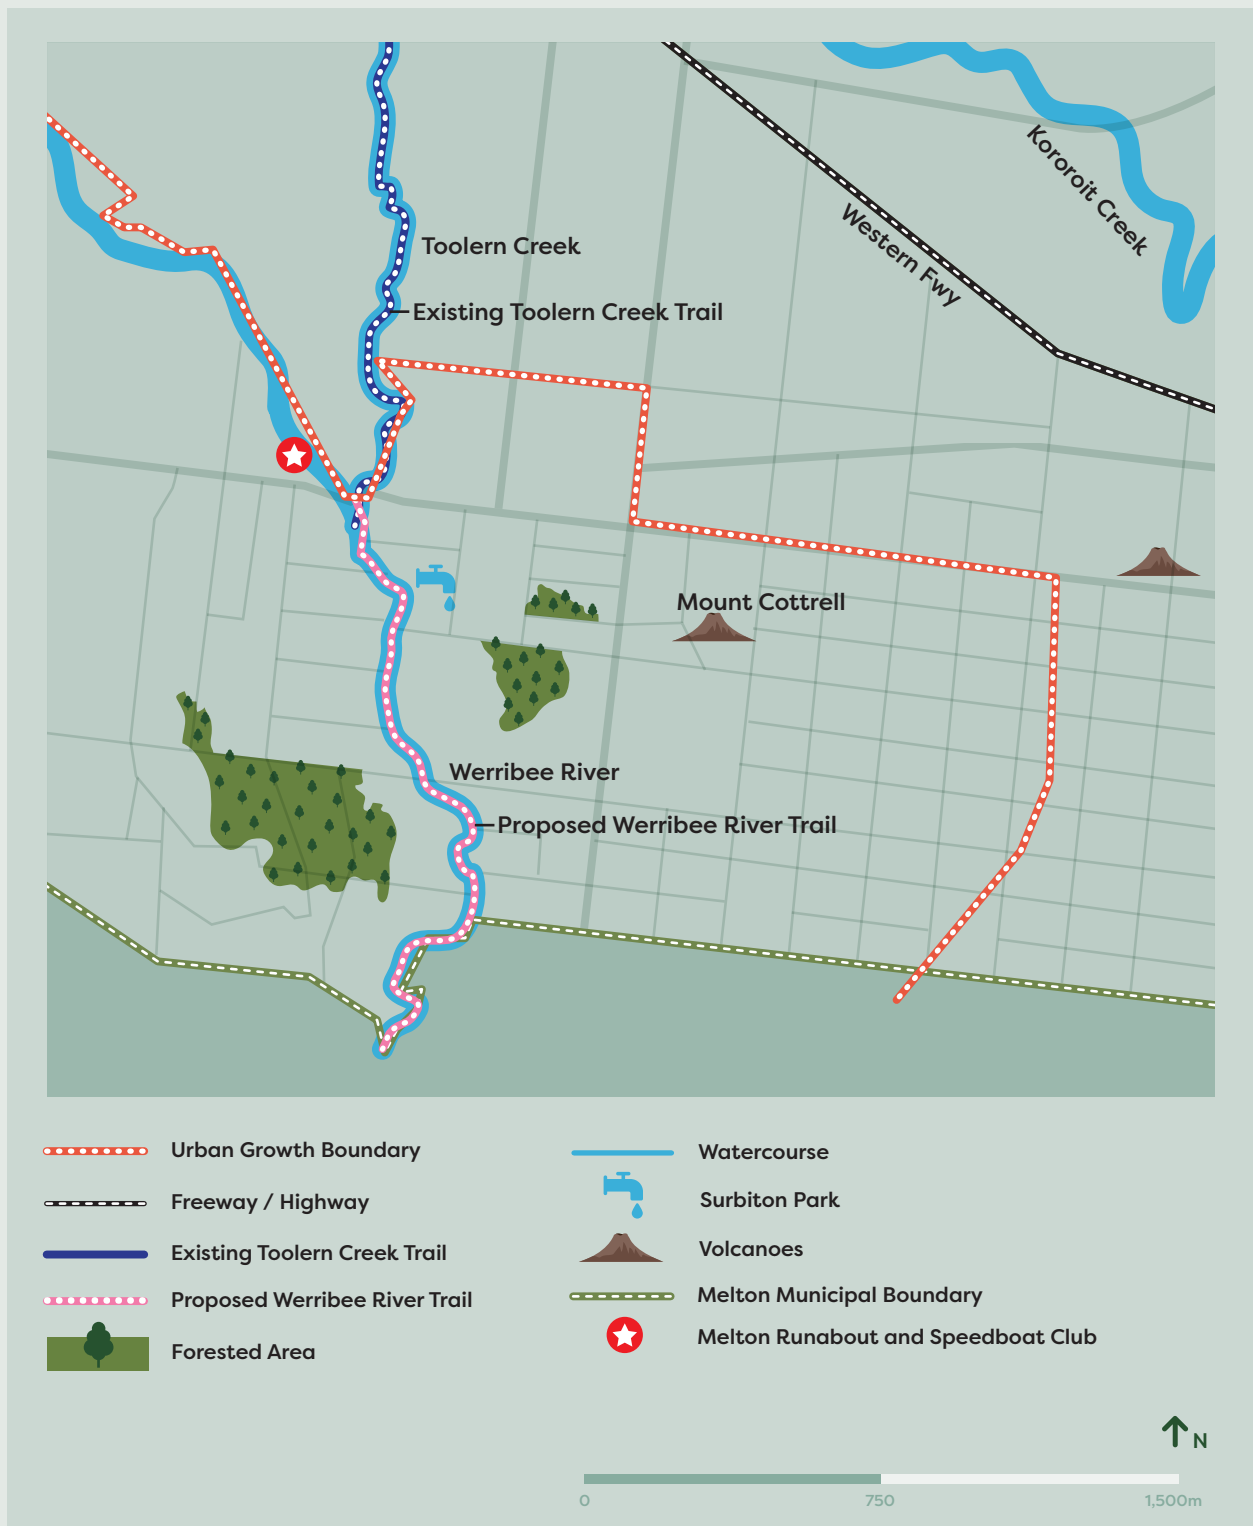 Kororoit Creek
Western Fwy
Toolern Creek
Existing Toolern Creek Trail
Mount Cottrell
Werribee River
Proposed Werribee River Trail
Urban Growth Boundary
Freeway / Highway
Existing Toolern Creek Trail
Proposed Werribee River Trail
Forested Area
Watercourse
Surbiton Park
Volcanoes
Melton Municipal Boundary
Melton Runabout and Speedboat Club
N
0 750 1,500m